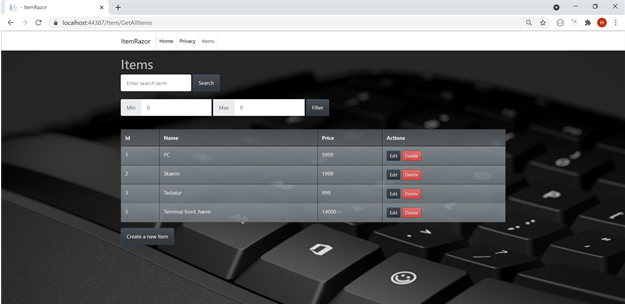 - ItemRazor
localhost:44387/Item/GetAllItems
H
ItemRazor Home Privacy Items
Items
Enter search term Search
Min 0 Max 0 Filter
Id Name Price Actions
1 PC 5999 Edit Delete
2 Skærm 1999 Edit Delete
3 Tastatur 999 Edit Delete
5 Terminal bord, hæve 14000 Edit Delete
Create a new Item